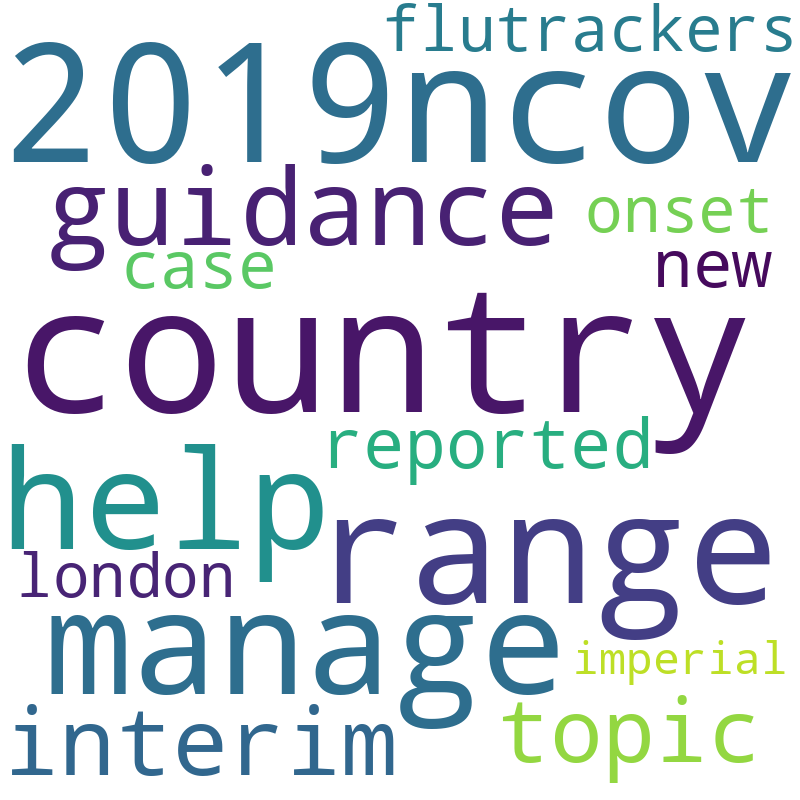 flutrackers
2019ncov
guidance
onset
case
new
country
reported
help
range
london
manage
imperial
interim
topic